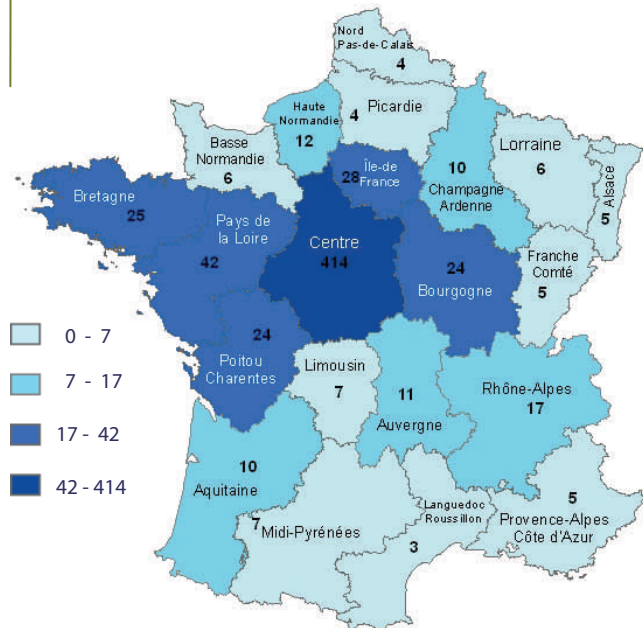 Nord
Pas-de-Calais
4
Picardie
4
Haute
Normandie
12
Basse
Normandie
6
Île-de
France
28
10
Champagne
Ardenne
Lorraine
6
Alsace
5
Bretagne
25
Pays de
la Loire
42
Centre
414
24
Bourgogne
Franche
Comté
5
24
Poitou
Charentes
Limousin
7
11
Auvergne
Rhône-Alpes
17
10
Aquitaine
7
Midi-Pyrénées
Languedoc
Roussillon
3
5
Provence-Alpes
Côte d'Azur
0 - 7
7 - 17
17 - 42
42 - 414